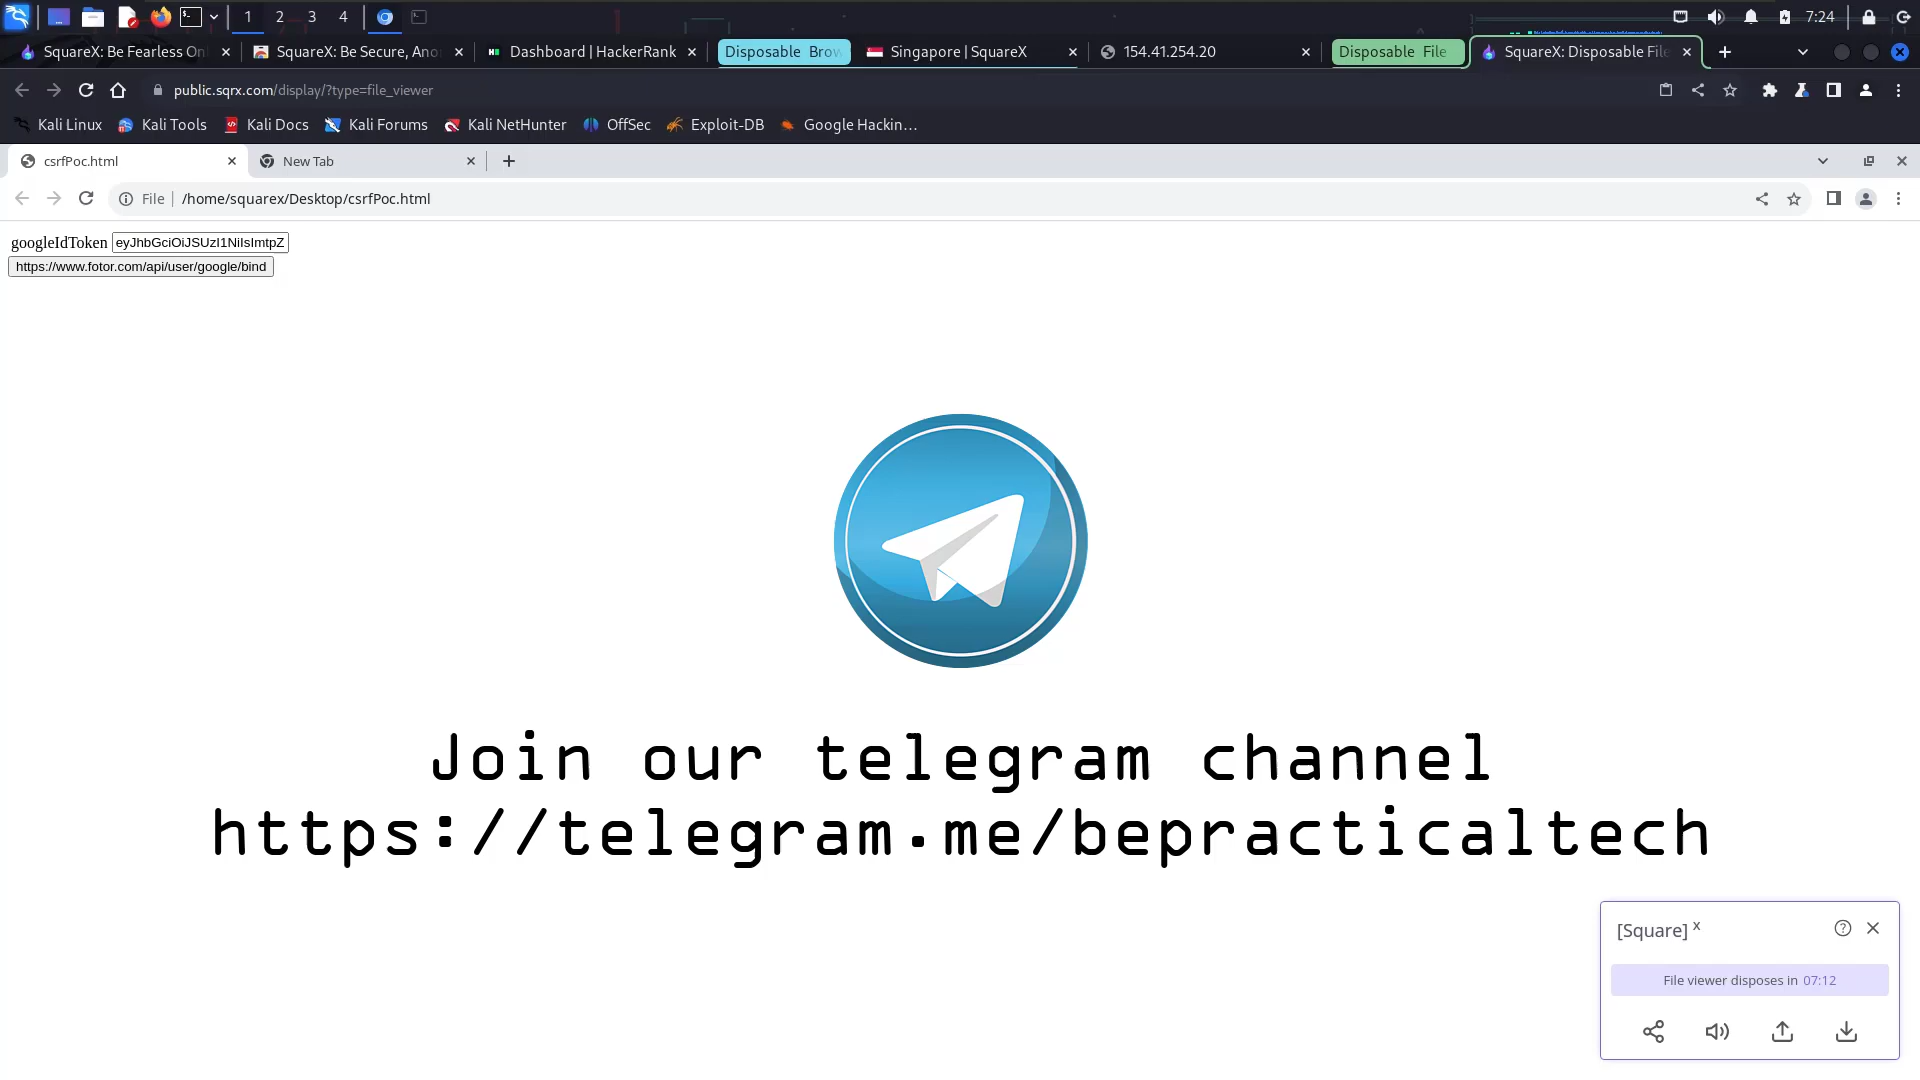 1 2 3 4 7:24
SquareX: Be Fearless On
SquareX: Be Secure, Ano
Dashboard | HackerRank
Disposable Brow
Singapore | SquareX
154.41.254.20
Disposable File
SquareX: Disposable File
public.sqrx.com/display/?type=file_viewer
Kali Linux Kali Tools Kali Docs Kali Forums Kali NetHunter OffSec Exploit-DB Google Hackin...
csrfPoc.html New Tab
File /home/squarex/Desktop/csrfPoc.html
googleIdToken eyJhbGciOiJSUzI1NiIsImtpZ
https://www.fotor.com/api/user/google/bind
Join our telegram channel
https://telegram.me/bepracticaltech
[Square] x
File viewer disposes in 07:12